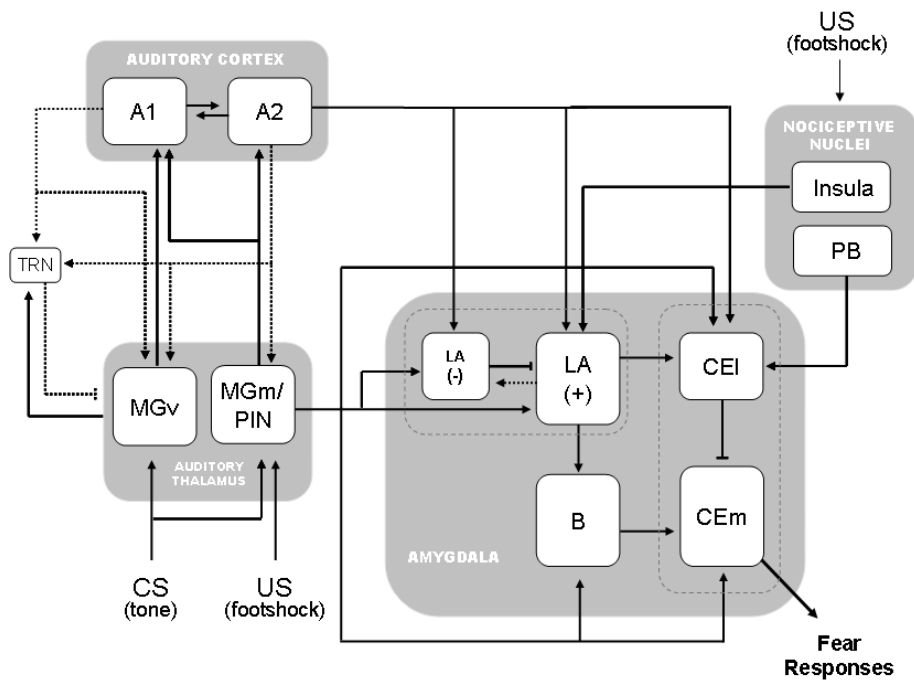 US
(footshock)
AUDITORY CORTEX
A1
A2
NOCICEPTIVE
NUCLEI
Insula
PB
TRN
MGv
MGm/
PIN
AUDITORY
THALAMUS
LA
(-)
LA
(+)
CEl
B
CEm
AMYGDALA
CS
(tone)
US
(footshock)
Fear
Responses